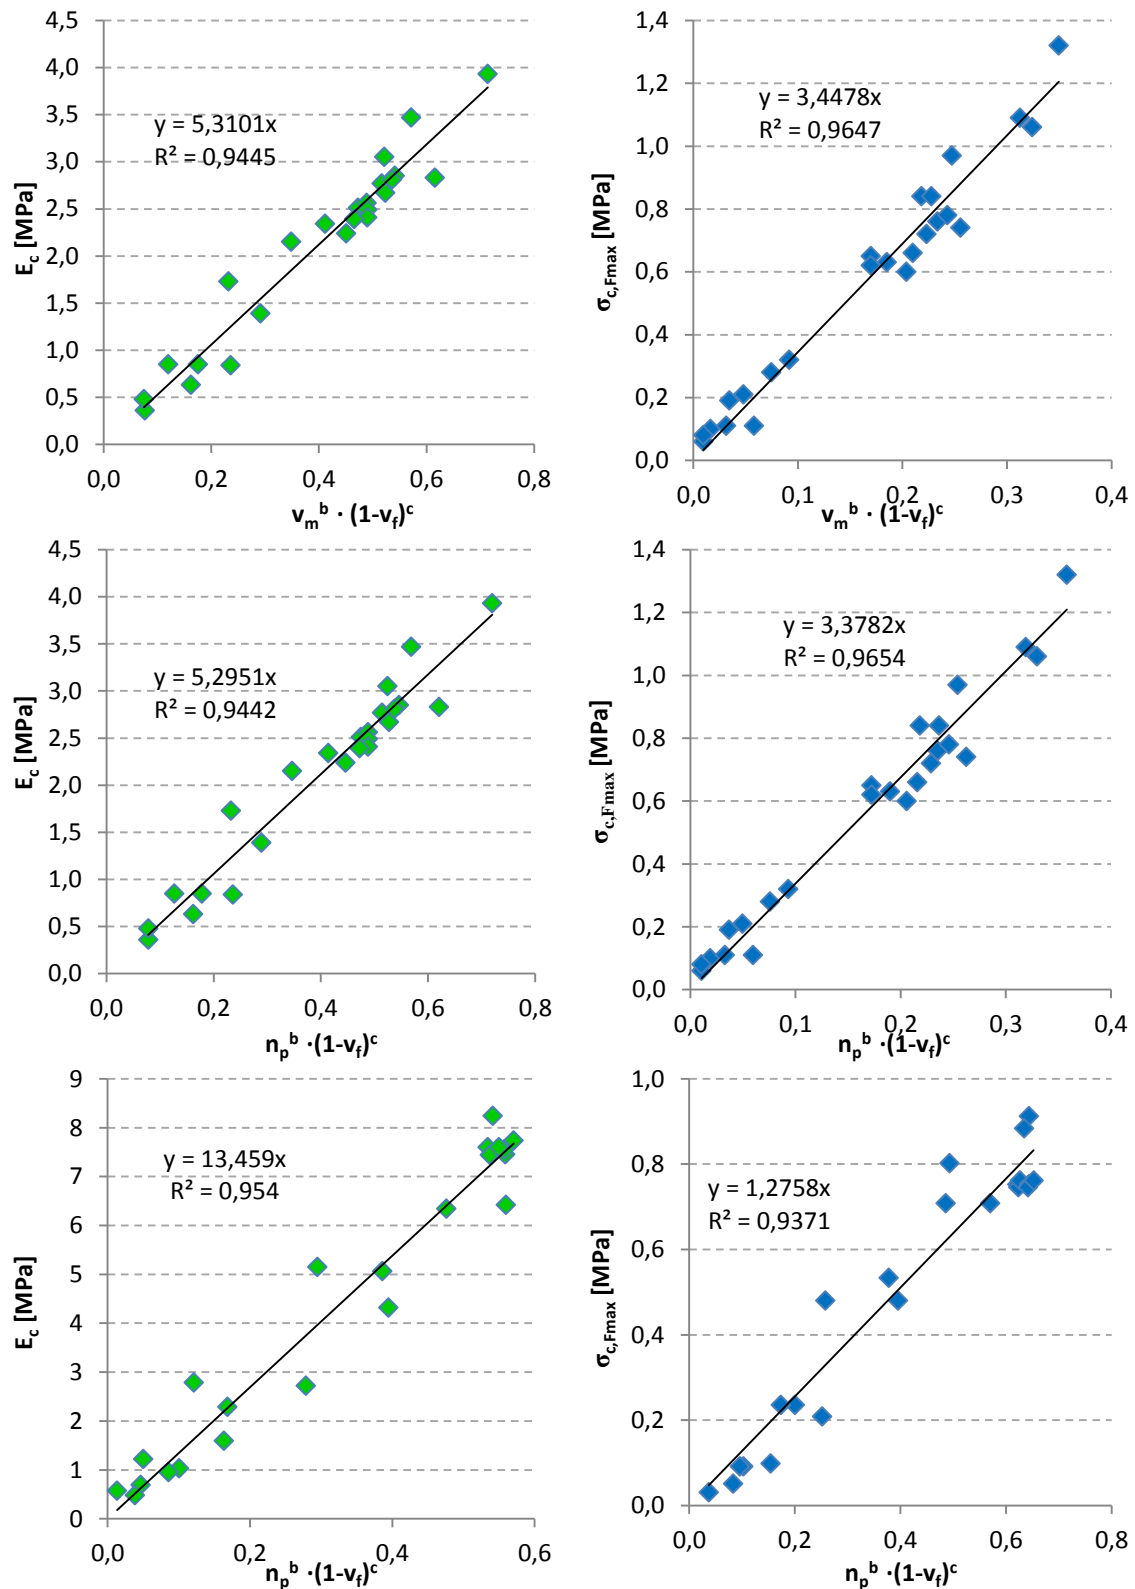 4,5
4,0
3,5
3,0
2,5
2,0
1,5
1,0
0,5
0,0
E_c [MPa]
y = 5,3101x
R² = 0,9445
0,0 0,2 0,4 0,6 0,8
v_m^b · (1-v_f)^c
1,4
1,2
1,0
0,8
0,6
0,4
0,2
0,0
σ_c,Fmax [MPa]
y = 3,4478x
R² = 0,9647
0,0 0,1 0,2 0,3 0,4
v_m^b · (1-v_f)^c
4,5
4,0
3,5
3,0
2,5
2,0
1,5
1,0
0,5
0,0
E_c [MPa]
y = 5,2951x
R² = 0,9442
0,0 0,2 0,4 0,6 0,8
n_p^b ·(1-v_f)^c
1,4
1,2
1,0
0,8
0,6
0,4
0,2
0,0
σ_c,Fmax [MPa]
y = 3,3782x
R² = 0,9654
0,0 0,1 0,2 0,3 0,4
n_p^b ·(1-v_f)^c
9
8
7
6
5
4
3
2
1
0
E_c [MPa]
y = 13,459x
R² = 0,954
0,0 0,2 0,4 0,6
n_p^b · (1-v_f)^c
1,0
0,8
0,6
0,4
0,2
0,0
σ_c,Fmax [MPa]
y = 1,2758x
R² = 0,9371
0,0 0,2 0,4 0,6 0,8
n_p^b · (1-v_f)^c